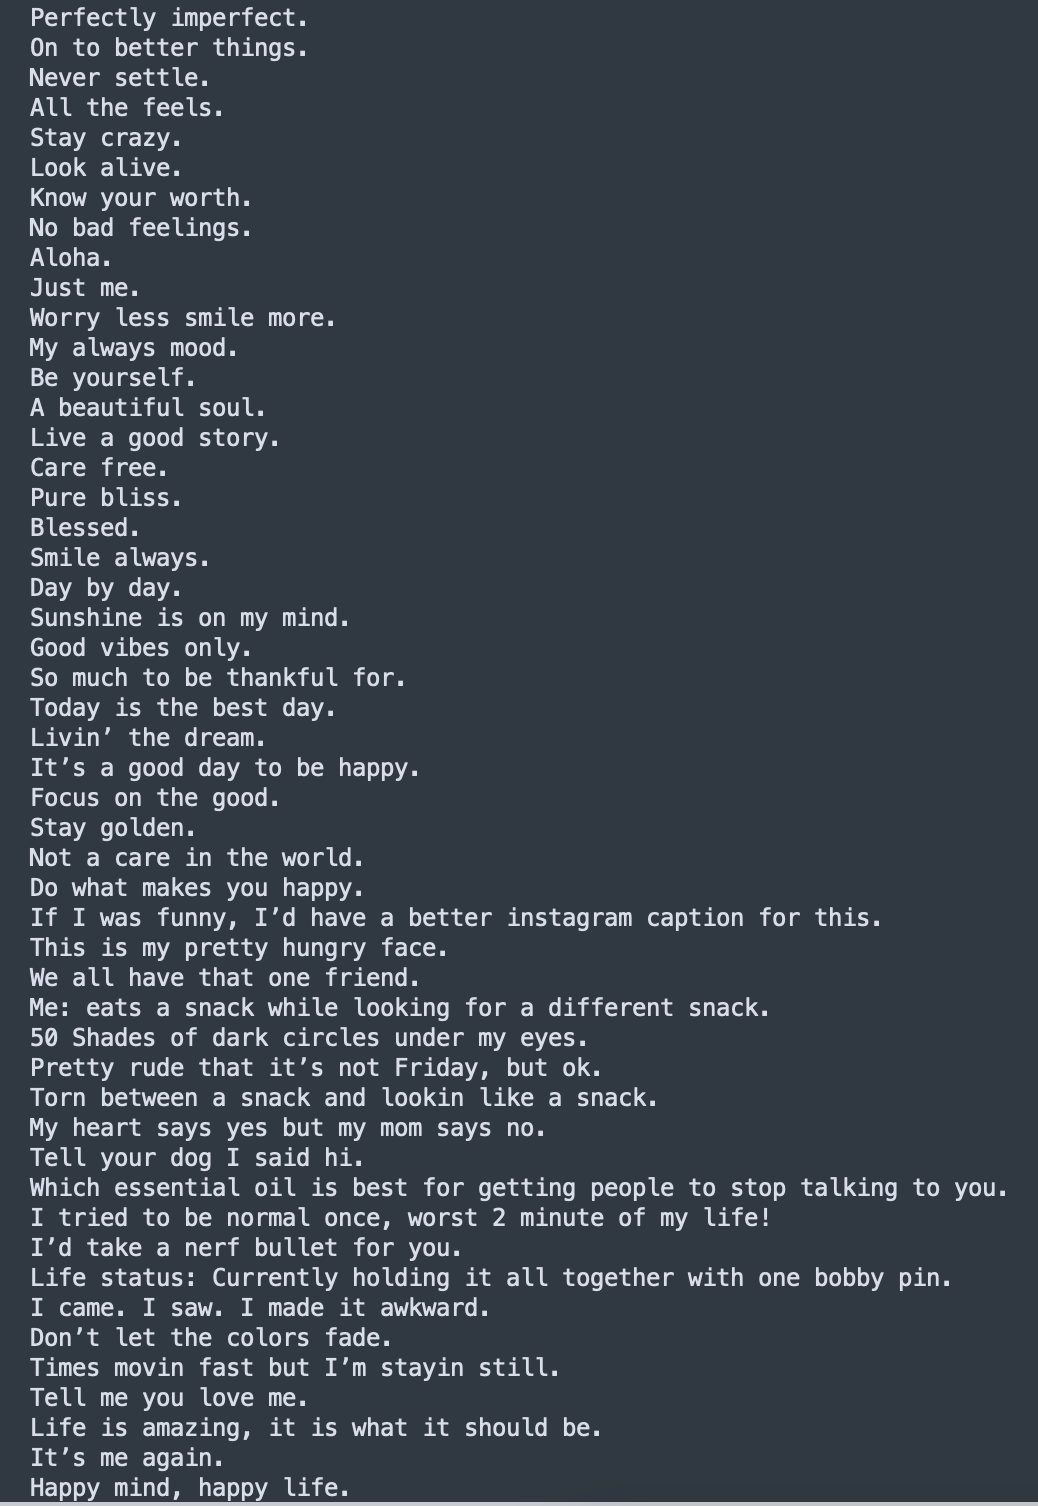 Perfectly imperfect.
On to better things.
Never settle.
All the feels.
Stay crazy.
Look alive.
Know your worth.
No bad feelings.
Aloha.
Just me.
Worry less smile more.
My always mood.
Be yourself.
A beautiful soul.
Live a good story.
Care free.
Pure bliss.
Blessed.
Smile always.
Day by day.
Sunshine is on my mind.
Good vibes only.
So much to be thankful for.
Today is the best day.
Livin’ the dream.
It’s a good day to be happy.
Focus on the good.
Stay golden.
Not a care in the world.
Do what makes you happy.
If I was funny, I’d have a better instagram caption for this.
This is my pretty hungry face.
We all have that one friend.
Me: eats a snack while looking for a different snack.
50 Shades of dark circles under my eyes.
Pretty rude that it’s not Friday, but ok.
Torn between a snack and lookin like a snack.
My heart says yes but my mom says no.
Tell your dog I said hi.
Which essential oil is best for getting people to stop talking to you.
I tried to be normal once, worst 2 minute of my life!
I’d take a nerf bullet for you.
Life status: Currently holding it all together with one bobby pin.
I came. I saw. I made it awkward.
Don’t let the colors fade.
Times movin fast but I’m stayin still.
Tell me you love me.
Life is amazing, it is what it should be.
It’s me again.
Happy mind, happy life.